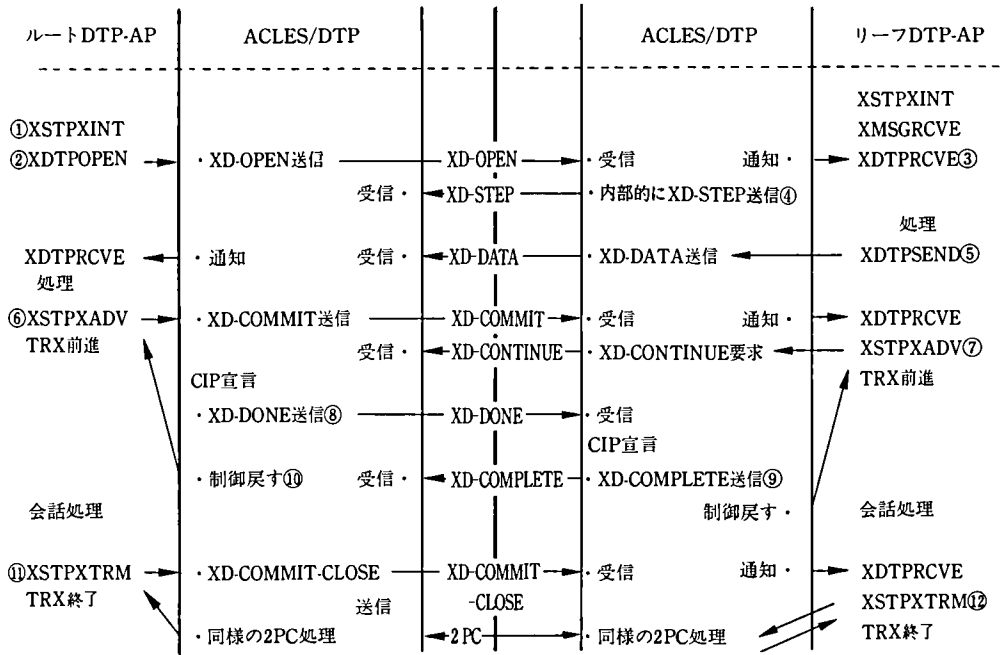 ルートDTP-AP ACLES/DTP ACLES/DTP リーフDTP-AP
XSTPXINT
①XSTPXINT XMSGRCVE
②XDTPOPEN ・XD-OPEN送信 XD-OPEN ・受信 通知・ XDTPRCVE③
受信・ XD-STEP ・内部的にXD-STEP送信④
処理
XDTPRCVE ・通知 受信・ XD-DATA ・XD-DATA送信 XDTPSEND⑤
処理
⑥XSTPXADV ・XD-COMMIT送信 XD-COMMIT ・受信 通知・ XDTPRCVE
TRX前進 受信・ XD-CONTINUE ・XD-CONTINUE要求 XSTPXADV⑦
CIP宣言 TRX前進
・XD-DONE送信⑧ XD-DONE ・受信
CIP宣言
・制御戻す⑩ 受信・ XD-COMPLETE ・XD-COMPLETE送信⑨
会話処理 制御戻す・ 会話処理
⑪XSTPXTRM ・XD-COMMIT-CLOSE XD-COMMIT ・受信 通知・ XDTPRCVE
TRX終了 送信 -CLOSE XSTPXTRM⑫
・同様の2PC処理 2PC ・同様の2PC処理 TRX終了